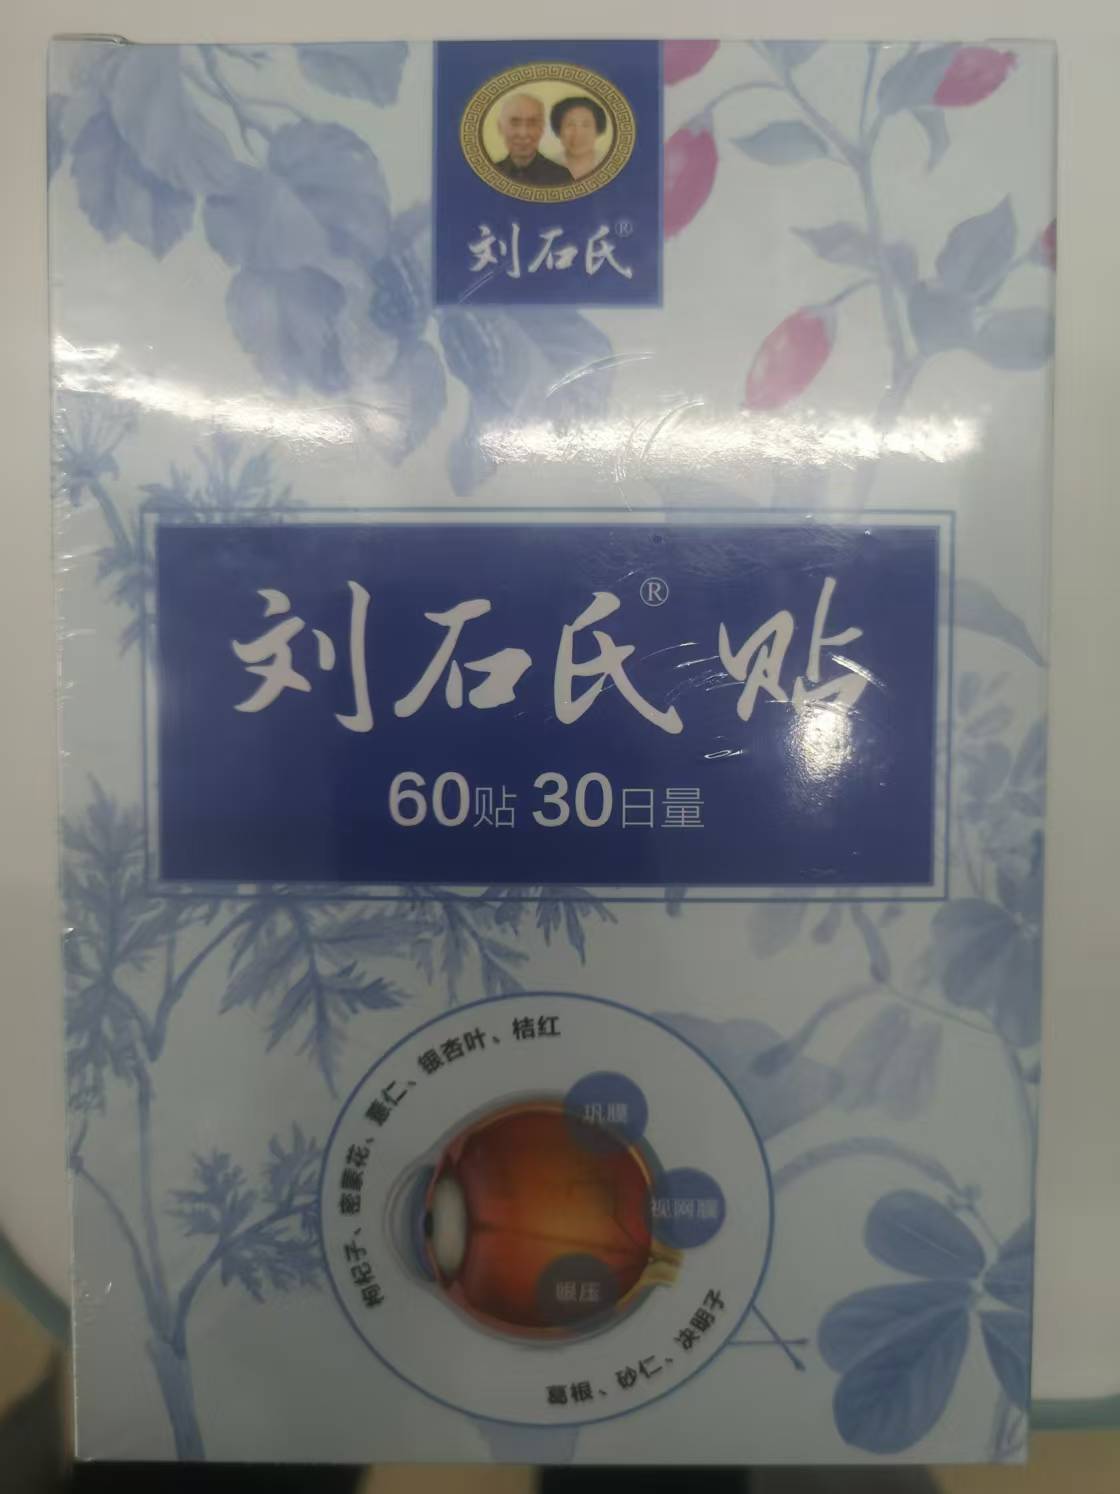 刘石氏®
刘石氏® 贴
60贴 30日量
枸杞子、密蒙花、薏仁、银杏叶、桔红
巩膜
视网膜
眼压
葛根、砂仁、决明子